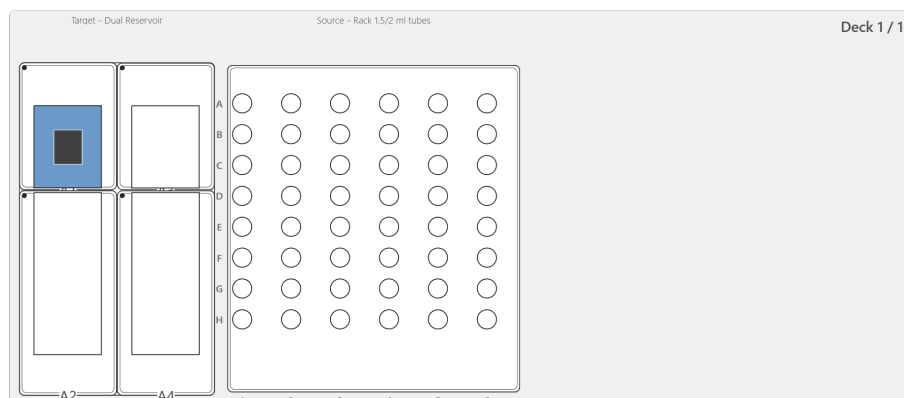 Target - Dual Reservoir
Source - Rack 1.5/2 ml tubes
Deck 1 / 1
A
B
C
D
E
F
G
H
A2
A4